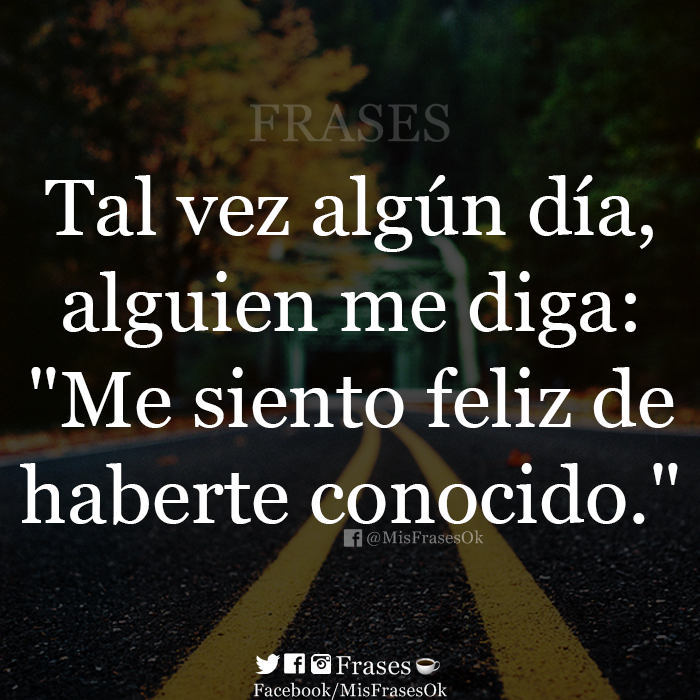 FRASES
Tal vez algún día,
alguien me diga:
"Me siento feliz de
haberte conocido."
@MisFrasesOk
Frases
Facebook/MisFrasesOk